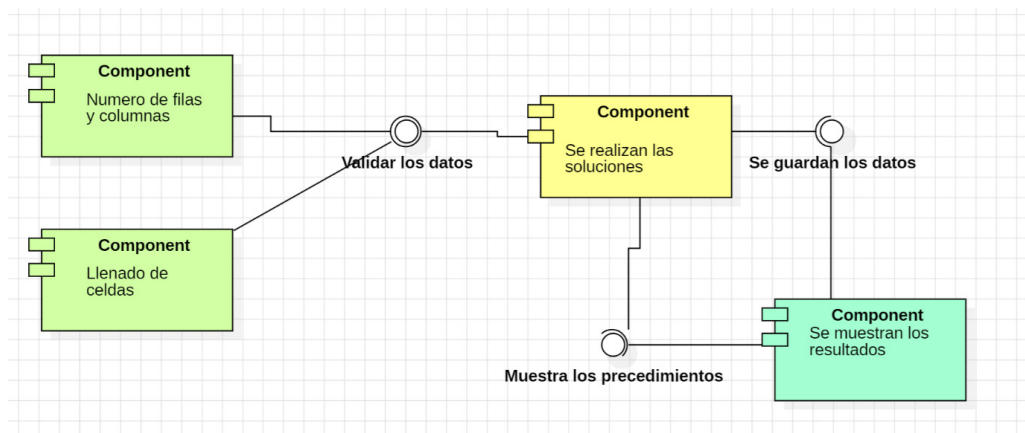 Component
Numero de filas
y columnas
Validar los datos
Component
Se realizan las
soluciones
Se guardan los datos
Component
Llenado de
celdas
Component
Se muestran los
resultados
Muestra los precedimientos